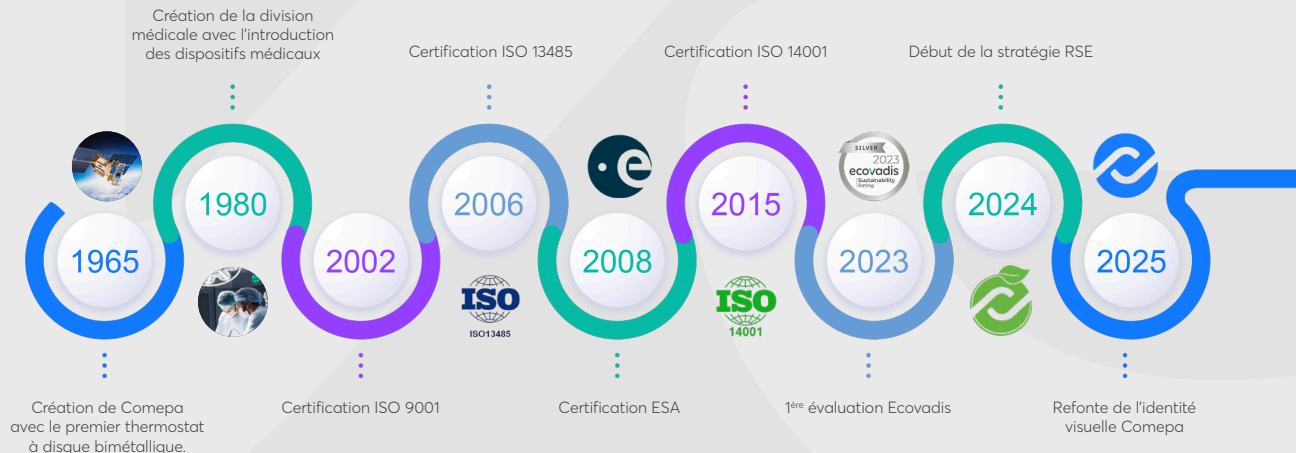 Création de la division
médicale avec l'introduction
des dispositifs médicaux
Certification ISO 13485
Certification ISO 14001
Début de la stratégie RSE
1965
1980
2002
2006
2008
2015
2023
2024
2025
ISO
ISO13485
e
ISO
14001
SILVER
2023
ecovadis
Sustainability
Rating
Création de Comepa
avec le premier thermostat
à disque bimétallique.
Certification ISO 9001
Certification ESA
1ère évaluation Ecovadis
Refonte de l'identité
visuelle Comepa